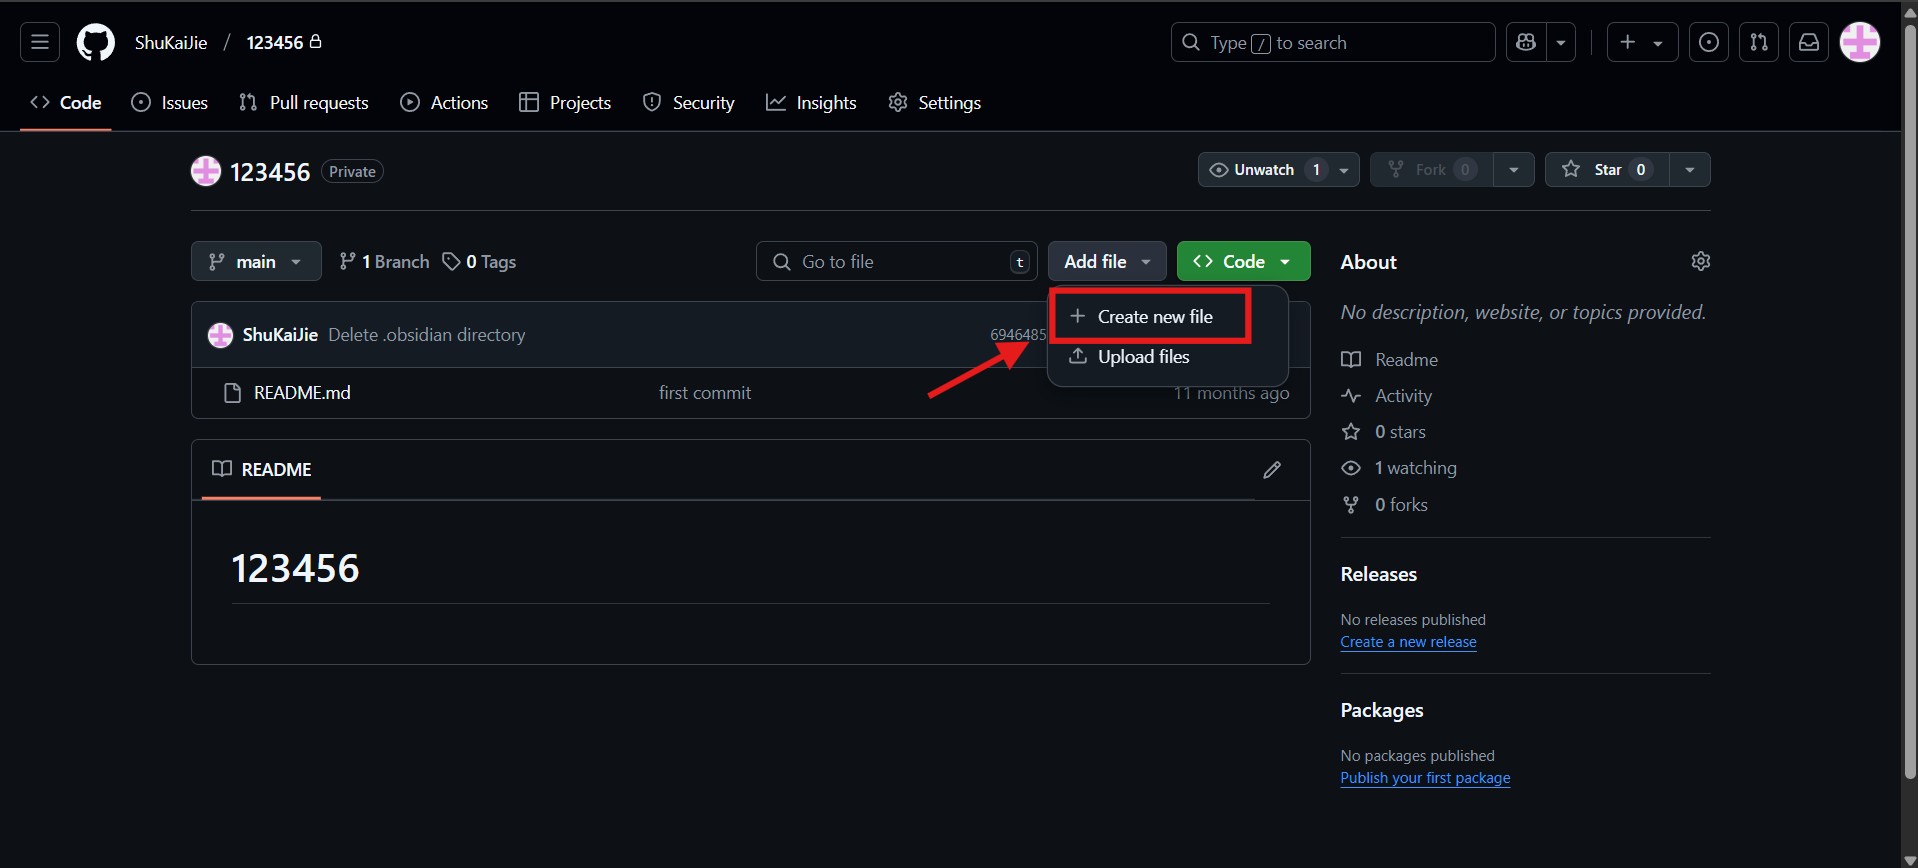 ShuKaiJie / 123456
Type / to search
Code Issues Pull requests Actions Projects Security Insights Settings
123456 Private
Unwatch 1 Fork 0 Star 0
main 1 Branch 0 Tags
Go to file t
Add file
Code
Create new file
Upload files
ShuKaiJie Delete .obsidian directory 6946485
README.md first commit 11 months ago
README
123456
About
No description, website, or topics provided.
Readme
Activity
0 stars
1 watching
0 forks
Releases
No releases published
Create a new release
Packages
No packages published
Publish your first package